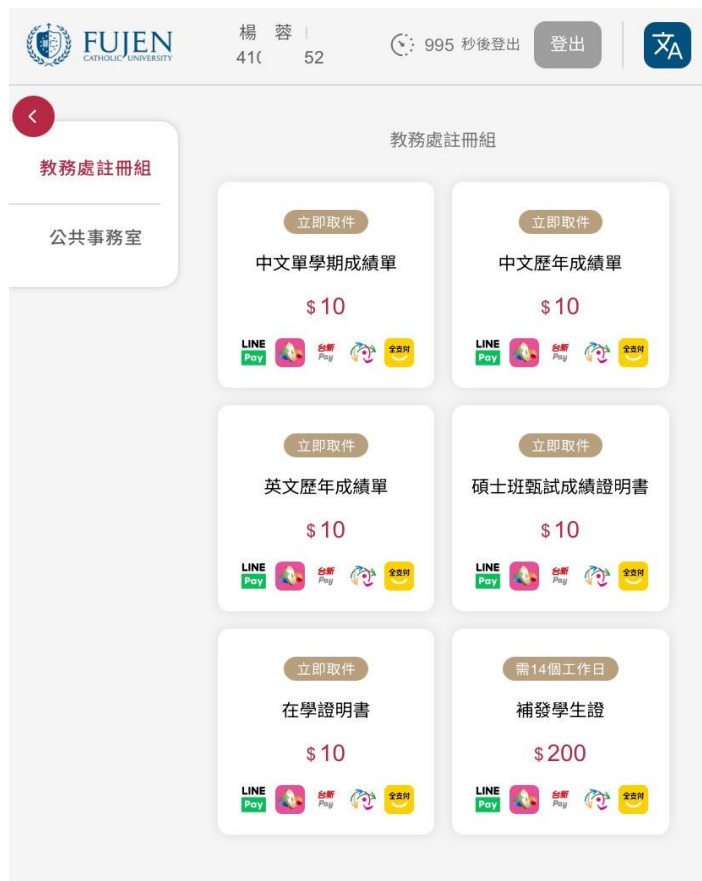 FUJEN
CATHOLIC UNIVERSITY
楊 蓉
41( 52
995 秒後登出
登出
文A
教務處註冊組
公共事務室
教務處註冊組
立即取件
中文單學期成績單
$10
LINE Pay 台新 Pay 全支付
立即取件
中文歷年成績單
$10
LINE Pay 台新 Pay 全支付
立即取件
英文歷年成績單
$10
LINE Pay 台新 Pay 全支付
立即取件
碩士班甄試成績證明書
$10
LINE Pay 台新 Pay 全支付
立即取件
在學證明書
$10
LINE Pay 台新 Pay 全支付
需14個工作日
補發學生證
$200
LINE Pay 台新 Pay 全支付